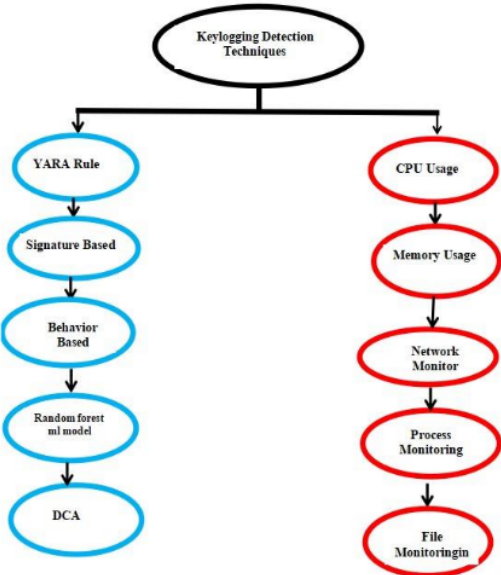 Keylogging Detection
Techniques
YARA Rule
Signature Based
Behavior
Based
Random forest
ml model
DCA
CPU Usage
Memory Usage
Network
Monitor
Process
Monitoring
File
Monitoringin